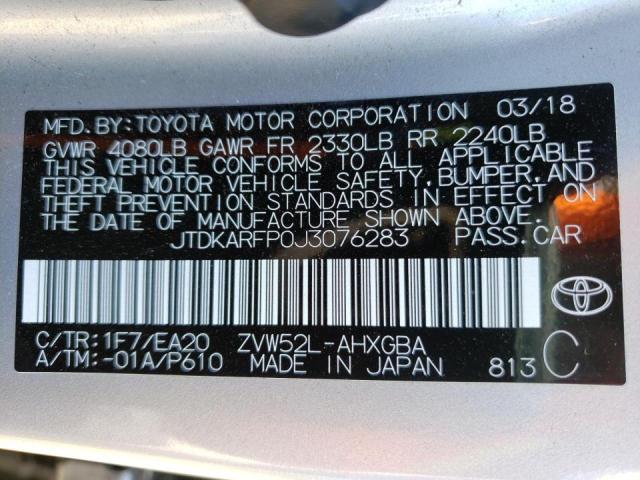 MFD.BY:TOYOTA MOTOR CORPORATION 03/18
GVWR 4080LB GAWR FR 2330LB RR 2240LB
THIS VEHICLE CONFORMS TO ALL APPLICABLE
FEDERAL MOTOR VEHICLE SAFETY,BUMPER,AND
THEFT PREVENTION STANDARDS IN EFFECT ON
THE DATE OF MANUFACTURE SHOWN ABOVE.
JTDKARFP0J3076283 PASS.CAR
C/TR:1F7/EA20 ZVW52L-AHXGBA
A/TM:-01A/P610 MADE IN JAPAN 813 C